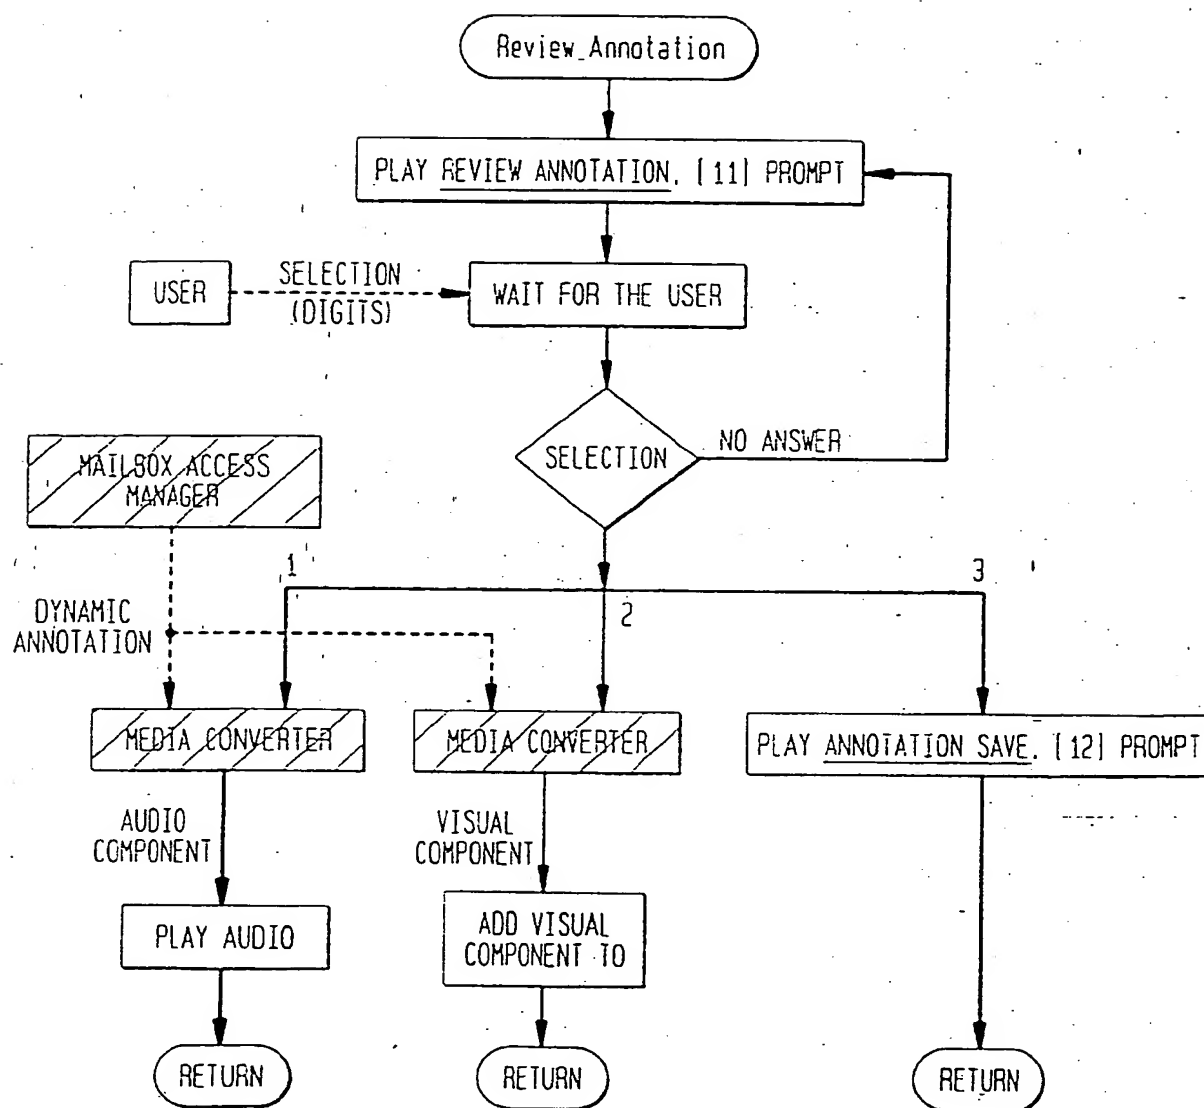 Review_Annotation
PLAY REVIEW ANNOTATION, [11] PROMPT
USER
SELECTION
(DIGITS)
WAIT FOR THE USER
SELECTION
NO ANSWER
MAILBOX ACCESS
MANAGER
1
2
3
DYNAMIC
ANNOTATION
MEDIA CONVERTER
MEDIA CONVERTER
PLAY ANNOTATION SAVE, [12] PROMPT
AUDIO
COMPONENT
VISUAL
COMPONENT
PLAY AUDIO
ADD VISUAL
COMPONENT TO
RETURN
RETURN
RETURN